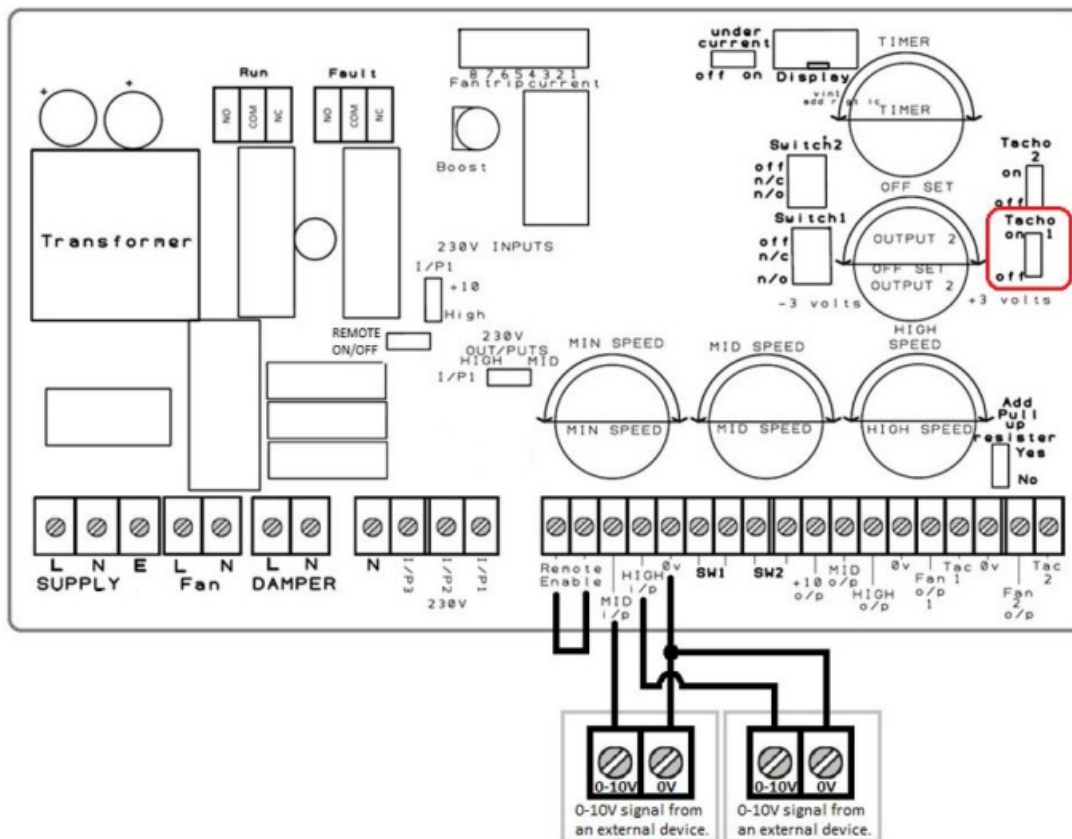 under
current
off on
Display
vin1
add rigt ic
TIMER
TIMER
8 7 6 5 4 3 2 1
Fantripcurrent
Run
Fault
NO COM NC
NO COM NC
+
+
Boost
Switch2
off
n/c
n/o
Tacho
2
on
off
OFF SET
Transformer
230V INPUTS
I/P1
+10
High
Switch1
off
n/c
n/o
OUTPUT 2
OFF SET
OUTPUT 2
-3 volts
+3 volts
Tacho
on 1
off
REMOTE
ON/OFF
230V
OUT/PUTS
HIGH MID
I/P1
MIN SPEED
MIN SPEED
MID SPEED
MID SPEED
HIGH
SPEED
HIGH SPEED
Add
Pull
up
resister
Yes
No
L N E
SUPPLY
L N
Fan
L N
DAMPER
N
I/P3
I/P2
I/P1
230V
Remote
Enable
MID
i/p
HIGH
i/p
0v
SW1
SW2
+10
o/p
MID
o/p
HIGH
o/p
0v
Fan
o/p
1
Tac
1
0v
Fan
2
o/p
Tac
2
0-10V 0V
0-10V signal from
an external device.
0-10V 0V
0-10V signal from
an external device.